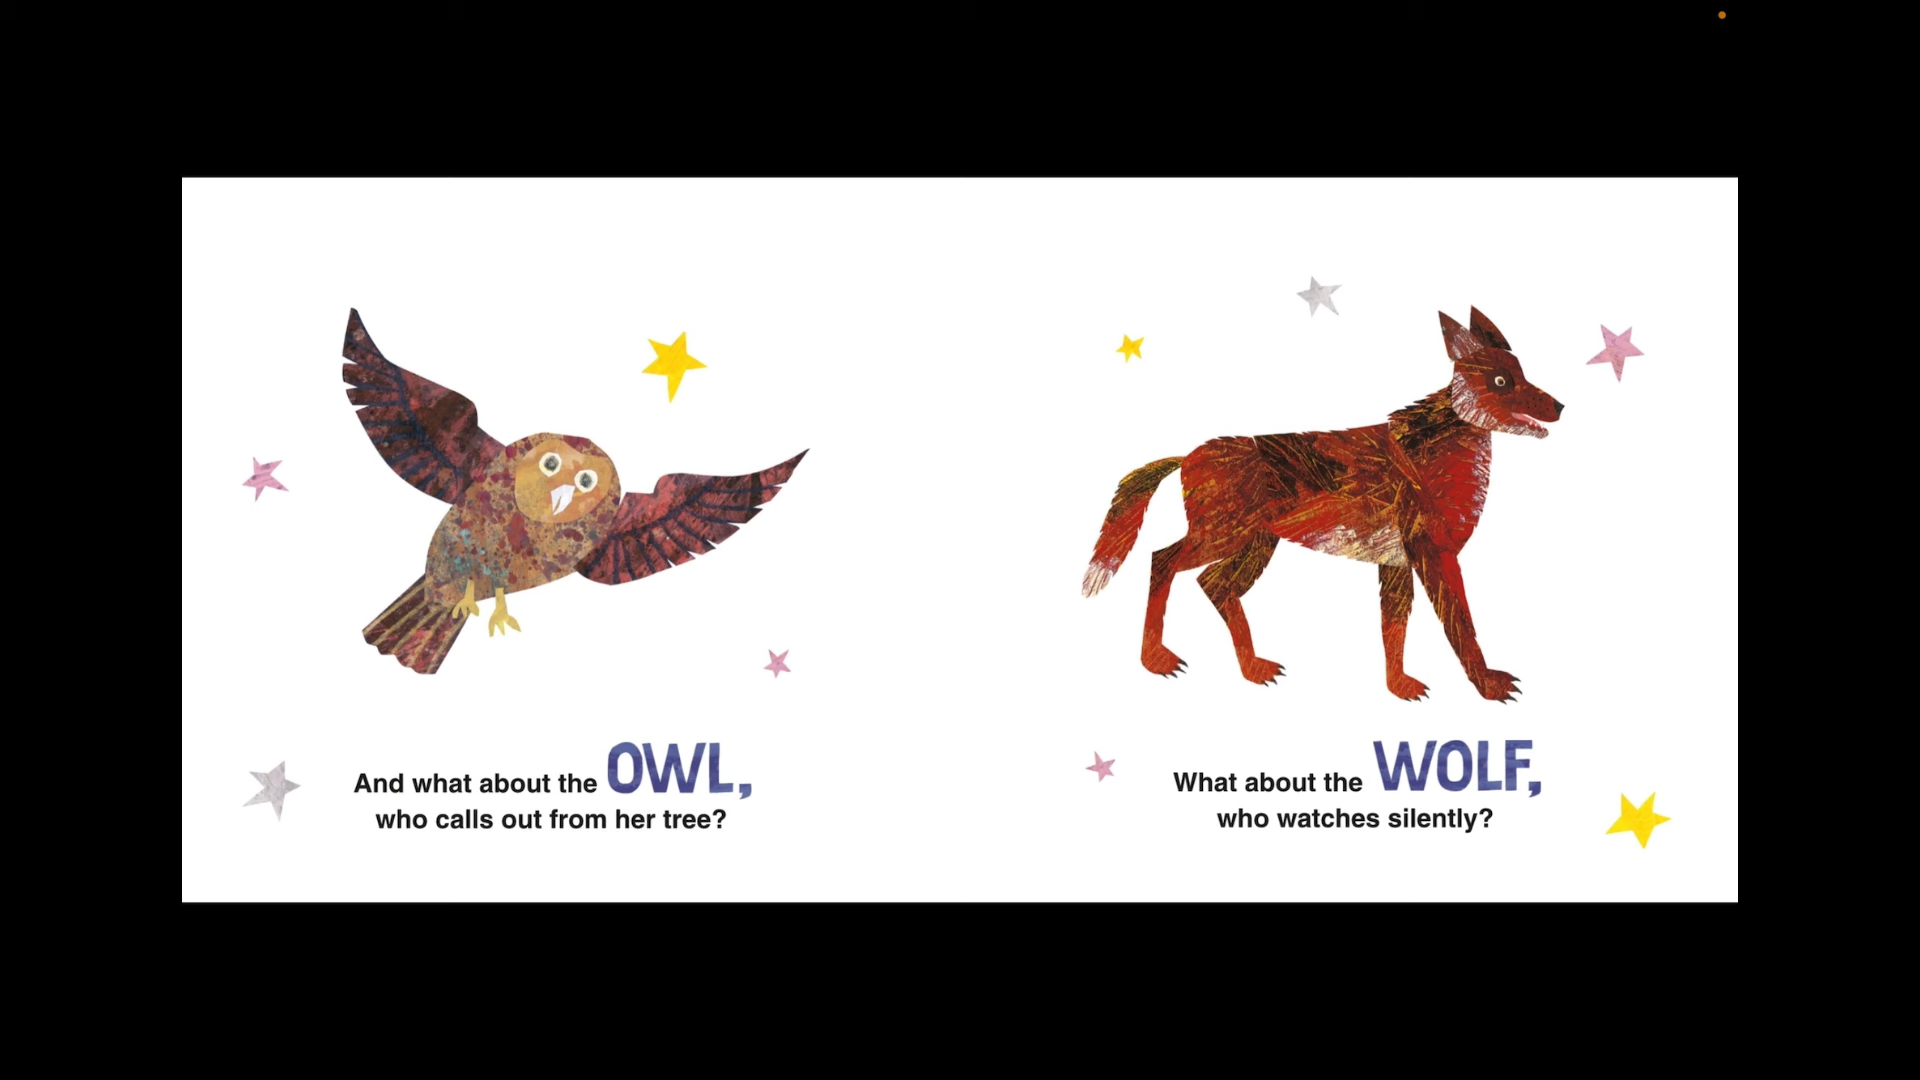 And what about the OWL,
who calls out from her tree?
What about the WOLF,
who watches silently?